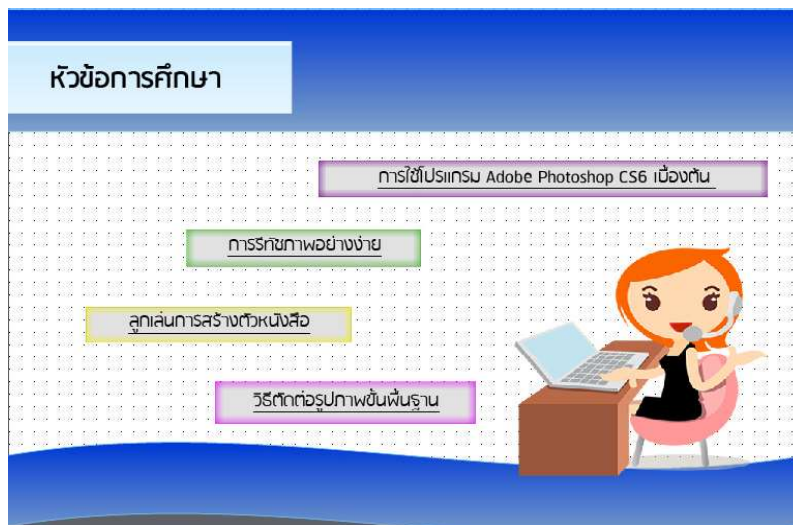 หัวข้อการศึกษา
การใช้โปรแกรม Adobe Photoshop CS6 เบื้องต้น
การรีทัชภาพอย่างง่าย
ลูกเล่นการสร้างตัวหนังสือ
วิธีตัดต่อรูปภาพขั้นพื้นฐาน